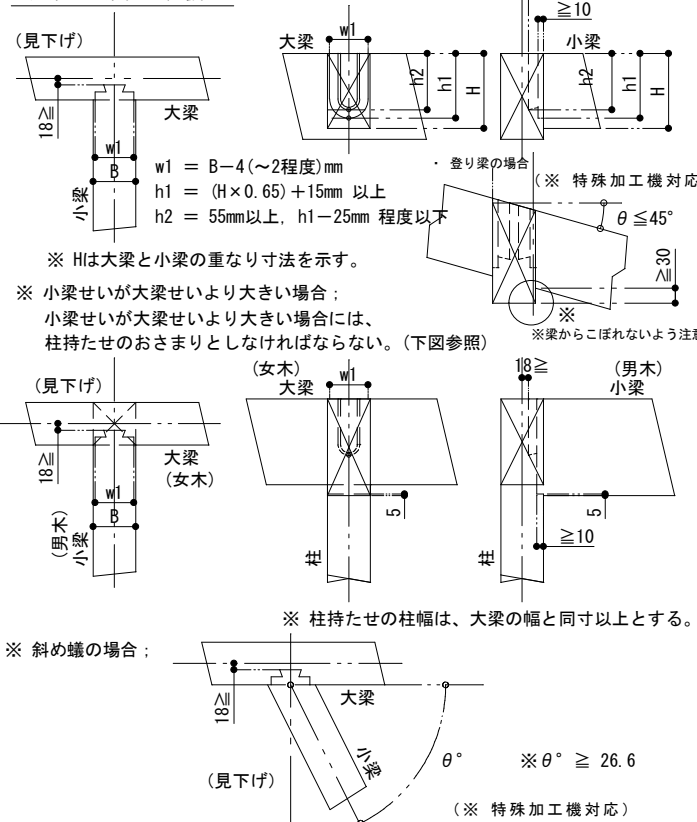 ≧10
(見下げ)
大梁
w1
小梁
h2
h1
H
h2
h1
H
18≧
大梁
w1
B
小梁
w1 = B−4(～2程度)mm
h1 = (H×0.65)+15mm 以上
h2 = 55mm以上, h1−25mm 程度以下
・ 登り梁の場合
(※ 特殊加工機対応
θ≦45°
≧30
※
※梁からこぼれないよう注意
※ Hは大梁と小梁の重なり寸法を示す。
※ 小梁せいが大梁せいより大きい場合；
小梁せいが大梁せいより大きい場合には、
柱持たせのおさまりとしなければならない。(下図参照)
(見下げ)
(女木)
大梁
w1
18≧
(男木)
小梁
18≧
大梁
(女木)
w1
B
(男木)
小梁
5
柱
5
≧10
柱
※ 柱持たせの柱幅は、大梁の幅と同寸以上とする。
※ 斜め蟻の場合；
18≧
大梁
小梁
(見下げ)
θ°
※θ° ≧ 26.6
(※ 特殊加工機対応)